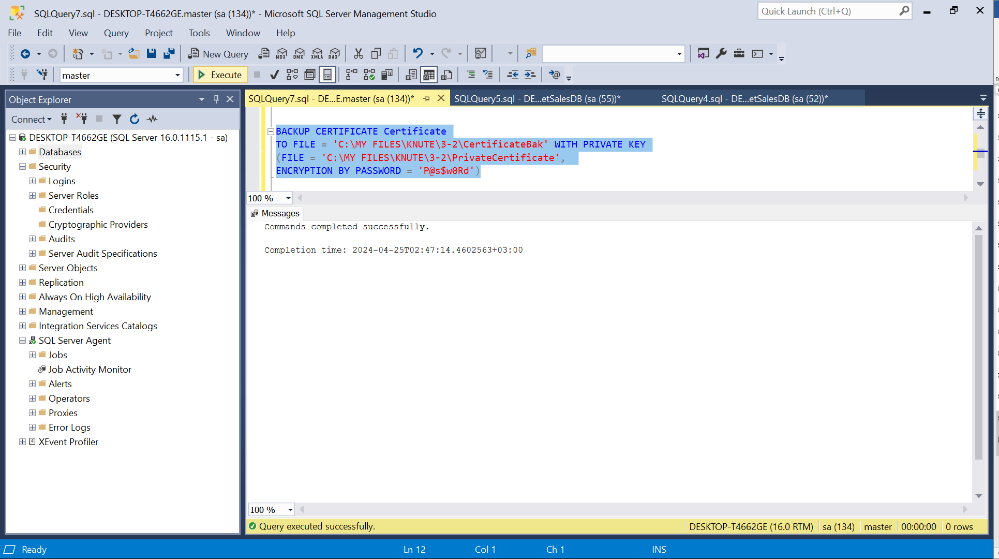 SQLQuery7.sql - DESKTOP-T4662GE.master (sa (134))* - Microsoft SQL Server Management Studio
Quick Launch (Ctrl+Q)
File Edit View Query Project Tools Window Help
New Query MDX DMX XMLA DAX
master Execute
Object Explorer
Connect
DESKTOP-T4662GE (SQL Server 16.0.1115.1 - sa)
Databases
Security
Logins
Server Roles
Credentials
Cryptographic Providers
Audits
Server Audit Specifications
Server Objects
Replication
Always On High Availability
Management
Integration Services Catalogs
SQL Server Agent
Jobs
Job Activity Monitor
Alerts
Operators
Proxies
Error Logs
XEvent Profiler
SQLQuery7.sql - DE...E.master (sa (134))* SQLQuery5.sql - DE...etSalesDB (sa (55))* SQLQuery4.sql - DE...etSalesDB (sa (52))*
BACKUP CERTIFICATE Certificate
TO FILE = 'C:\MY FILES\KNUTE\3-2\CertificateBak' WITH PRIVATE KEY
(FILE = 'C:\MY FILES\KNUTE\3-2\PrivateCertificate',
ENCRYPTION BY PASSWORD = 'P@s$w0Rd')
100 %
Messages
Commands completed successfully.
Completion time: 2024-04-25T02:47:14.4602563+03:00
100 %
Query executed successfully. DESKTOP-T4662GE (16.0 RTM) sa (134) master 00:00:00 0 rows
Ready Ln 12 Col 1 Ch 1 INS